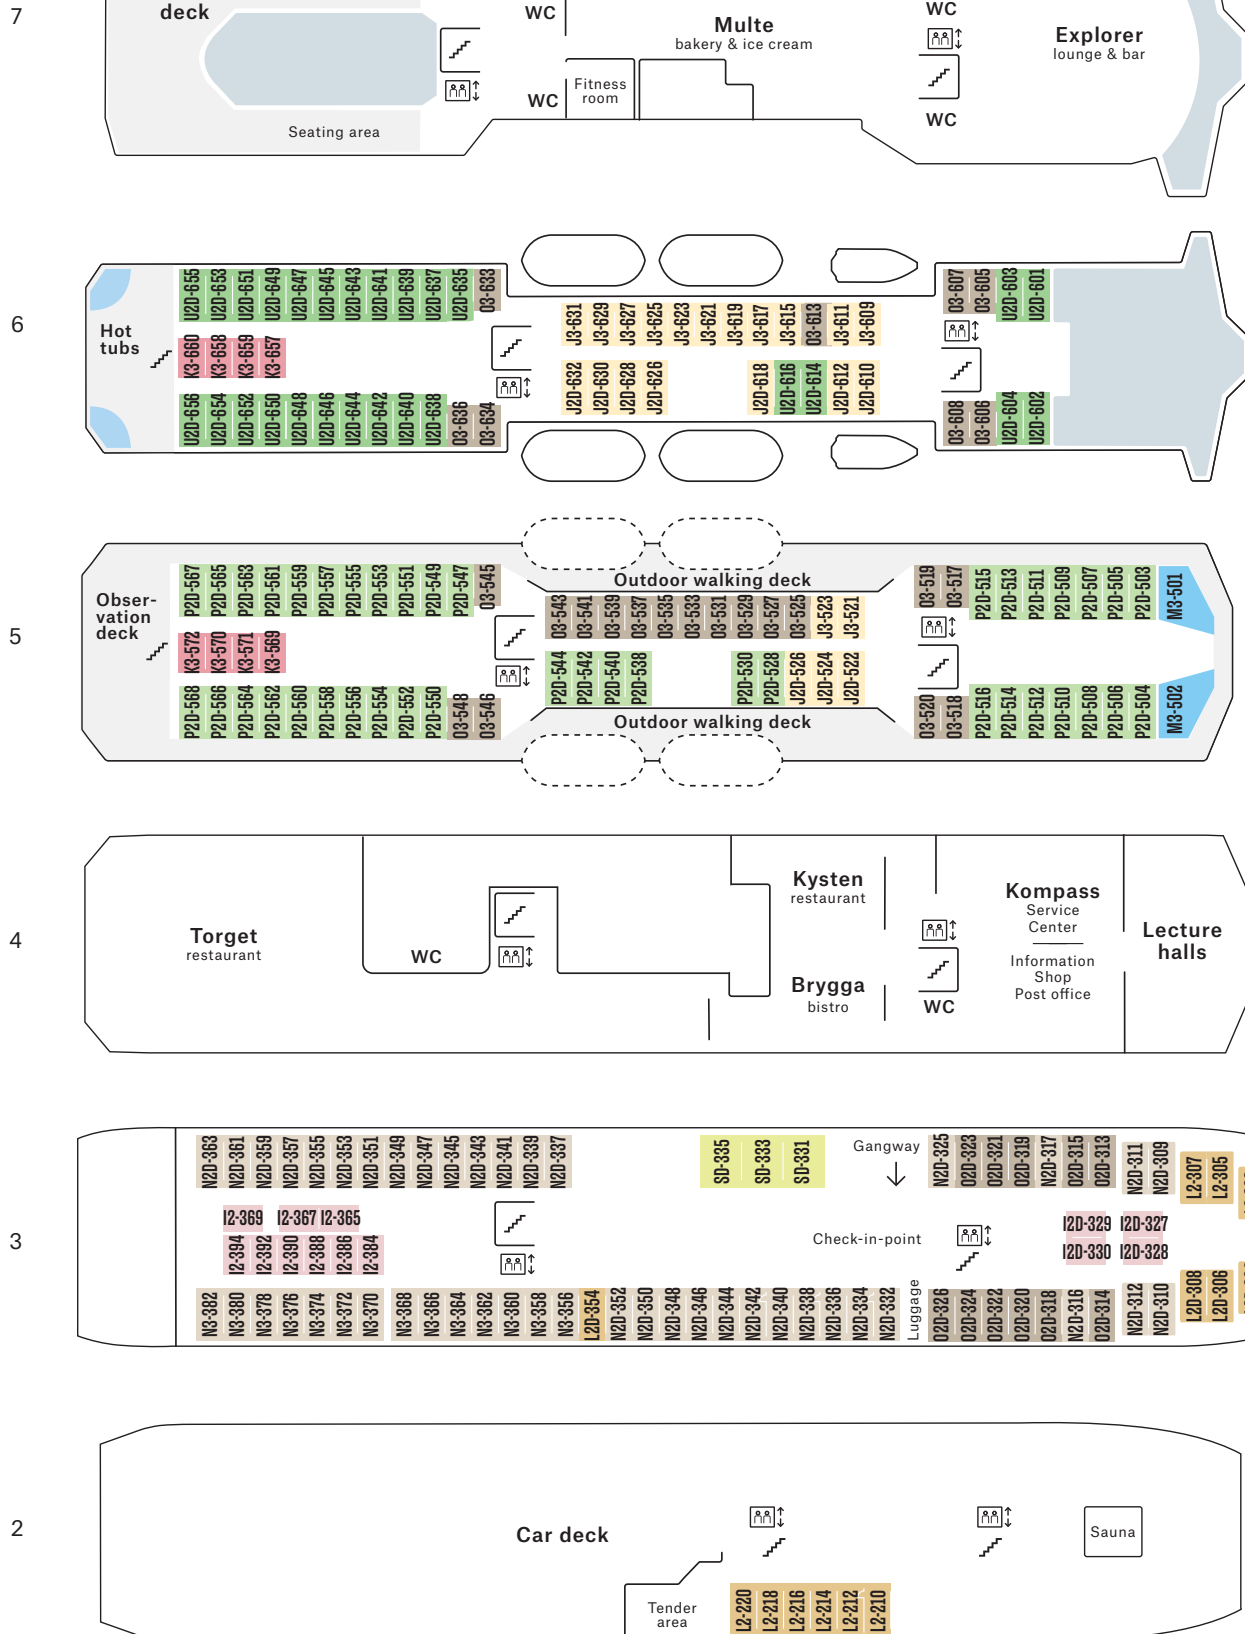 7
deck
WC
Multe
bakery & ice cream
WC
Explorer
lounge & bar
Fitness
room
WC
WC
Seating area
6
Hot
tubs
U2D-655
U2D-653
U2D-651
U2D-649
U2D-647
U2D-645
U2D-643
U2D-641
U2D-639
U2D-637
U2D-635
O3-633
K3-660
K3-658
K3-659
K3-657
U2D-656
U2D-654
U2D-652
U2D-650
U2D-648
U2D-646
U2D-644
U2D-642
U2D-640
U2D-638
O3-636
O3-634
J3-631
J3-629
J3-627
J3-625
J3-623
J3-621
J3-619
J3-617
J3-615
O3-613
J3-611
J3-609
J2D-632
J2D-630
J2D-628
J2D-626
J2D-618
U2D-616
U2D-614
J2D-612
J2D-610
O3-607
O3-605
U2D-603
U2D-601
O3-608
O3-606
U2D-604
U2D-602
5
Obser-
vation
deck
P2D-567
P2D-565
P2D-563
P2D-561
P2D-559
P2D-557
P2D-555
P2D-553
P2D-551
P2D-549
P2D-547
O3-545
K3-572
K3-570
K3-571
K3-569
P2D-568
P2D-566
P2D-564
P2D-562
P2D-560
P2D-558
P2D-556
P2D-554
P2D-552
P2D-550
O3-548
O3-546
Outdoor walking deck
O3-543
O3-541
O3-539
O3-537
O3-535
O3-533
O3-531
O3-529
O3-527
O3-525
J3-523
J3-521
P2D-544
P2D-542
P2D-540
P2D-538
P2D-530
P2D-528
J2D-526
J2D-524
J2D-522
Outdoor walking deck
O3-519
O3-517
P2D-515
P2D-513
P2D-511
P2D-509
P2D-507
P2D-505
P2D-503
M3-501
O3-520
O3-518
P2D-516
P2D-514
P2D-512
P2D-510
P2D-508
P2D-506
P2D-504
M3-502
4
Torget
restaurant
WC
Kysten
restaurant
Brygga
bistro
WC
Kompass
Service
Center
Information
Shop
Post office
Lecture
halls
3
N2D-363
N2D-361
N2D-359
N2D-357
N2D-355
N2D-353
N2D-351
N2D-349
N2D-347
N2D-345
N2D-343
N2D-341
N2D-339
N2D-337
SD-335
SD-333
SD-331
Gangway
N2D-325
O2D-323
O2D-321
O2D-319
N2D-317
O2D-315
O2D-313
N2D-311
N2D-309
L2-307
L2-305
I2-369
I2-367
I2-365
I2-394
I2-392
I2-390
I2-388
I2-386
I2-384
Check-in-point
I2D-329
I2D-327
I2D-330
I2D-328
N3-382
N3-380
N3-378
N3-376
N3-374
N3-372
N3-370
N3-368
N3-366
N3-364
N3-362
N3-360
N3-358
N3-356
L2D-354
N2D-352
N2D-350
N2D-348
N2D-346
N2D-344
N2D-342
N2D-340
N2D-338
N2D-336
N2D-334
N2D-332
Luggage
O2D-326
O2D-324
O2D-322
O2D-320
O2D-318
N2D-316
O2D-314
N2D-312
N2D-310
L2D-308
L2D-306
2
Car deck
Sauna
Tender
area
L2-220
L2-218
L2-216
L2-214
L2-212
L2-210